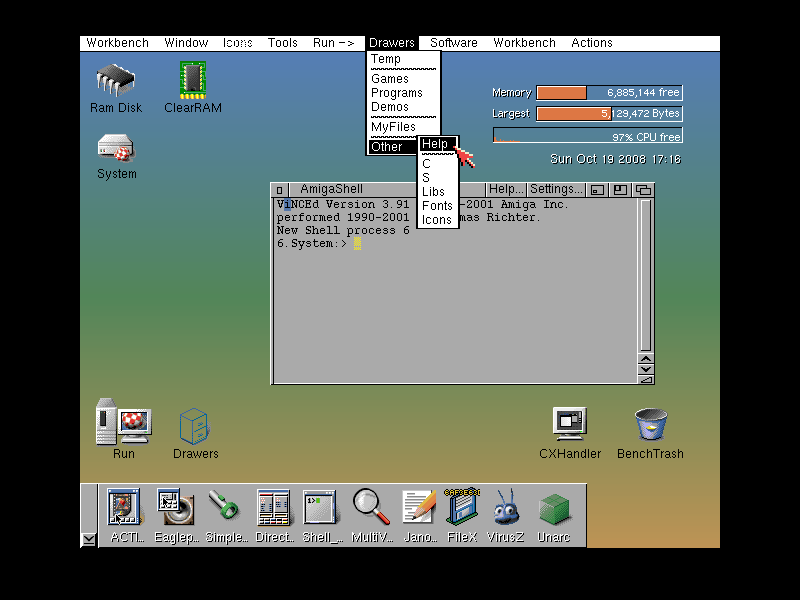 Workbench Window Icons Tools Run -> Drawers Software Workbench Actions
Temp
Games
Programs
Demos
MyFiles
Other
Help
C
S
Libs
Fonts
Icons
Ram Disk
ClearRAM
System
Memory 6,885,144 free
Largest 5,129,472 Bytes
97% CPU free
Sun Oct 19 2008 17:16
AmigaShell Help... Settings...
ViNCEd Version 3.91 -2001 Amiga Inc.
performed 1990-2001 mas Richter.
New Shell process 6
6.System:>
Run
Drawers
CXHandler
BenchTrash
1>
ACTI... Eaglep... Simple... Direct... Shell_... MultiV... Jano... FileX VirusZ Unarc